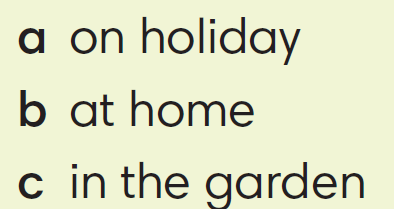 a on holiday
b at home
c in the garden